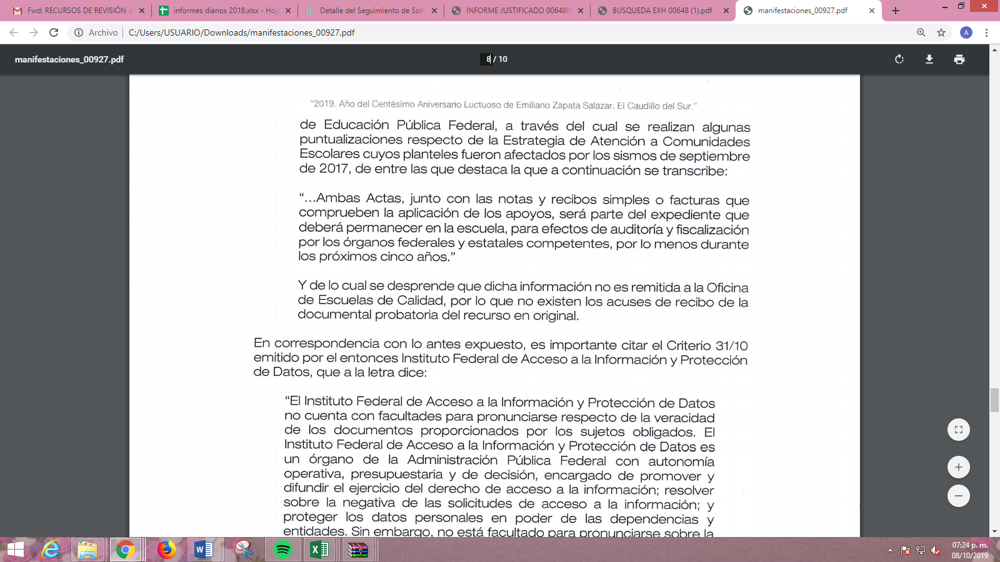 Fwd: RECURSOS DE REVISIÓN 2
informes diarios 2018.xlsx - Hoja
Detalle del Seguimiento de Solic
INFORME JUSTIFICADO 006480
BUSQUEDA EXH 00648 (1).pdf
manifestaciones_00927.pdf
Archivo
C:/Users/USUARIO/Downloads/manifestaciones_00927.pdf
A
manifestaciones_00927.pdf
8 / 10
“2019. Año del Centésimo Aniversario Luctuoso de Emiliano Zapata Salazar. El Caudillo del Sur.”
de Educación Pública Federal, a través del cual se realizan algunas
puntualizaciones respecto de la Estrategia de Atención a Comunidades
Escolares cuyos planteles fueron afectados por los sismos de septiembre
de 2017, de entre las que destaca la que a continuación se transcribe:
“...Ambas Actas, junto con las notas y recibos simples o facturas que
comprueben la aplicación de los apoyos, será parte del expediente que
deberá permanecer en la escuela, para efectos de auditoría y fiscalización
por los órganos federales y estatales competentes, por lo menos durante
los próximos cinco años.”
Y de lo cual se desprende que dicha información no es remitida a la Oficina
de Escuelas de Calidad, por lo que no existen los acuses de recibo de la
documental probatoria del recurso en original.
En correspondencia con lo antes expuesto, es importante citar el Criterio 31/10
emitido por el entonces Instituto Federal de Acceso a la Información y Protección
de Datos, que a la letra dice:
“El Instituto Federal de Acceso a la Información y Protección de Datos
no cuenta con facultades para pronunciarse respecto de la veracidad
de los documentos proporcionados por los sujetos obligados. El
Instituto Federal de Acceso a la Información y Protección de Datos es
un órgano de la Administración Pública Federal con autonomía
operativa, presupuestaria y de decisión, encargado de promover y
difundir el ejercicio del derecho de acceso a la información; resolver
sobre la negativa de las solicitudes de acceso a la información; y
proteger los datos personales en poder de las dependencias y
entidades. Sin embargo, no está facultado para pronunciarse sobre la
07:24 p. m.
08/10/2019